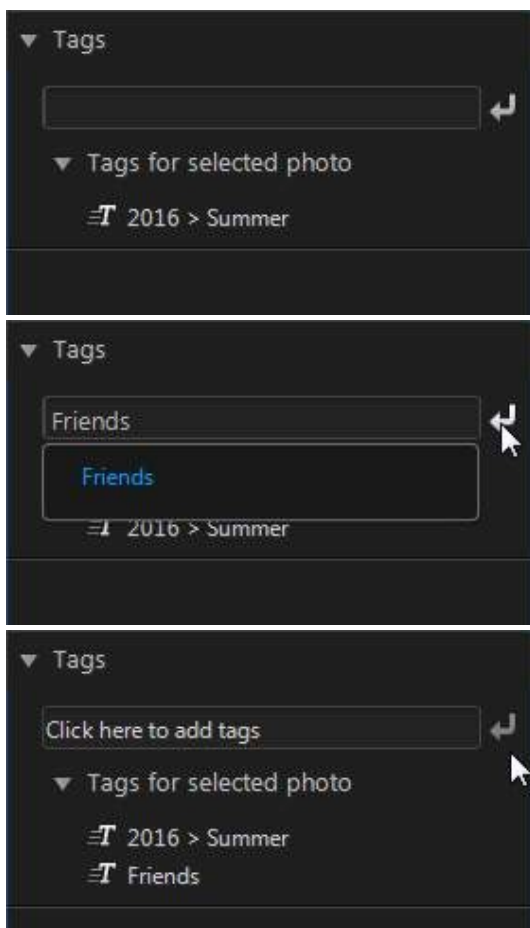 Tags
Tags for selected photo
2016 > Summer
Tags
Friends
Friends
2016 > Summer
Tags
Click here to add tags
Tags for selected photo
2016 > Summer
Friends